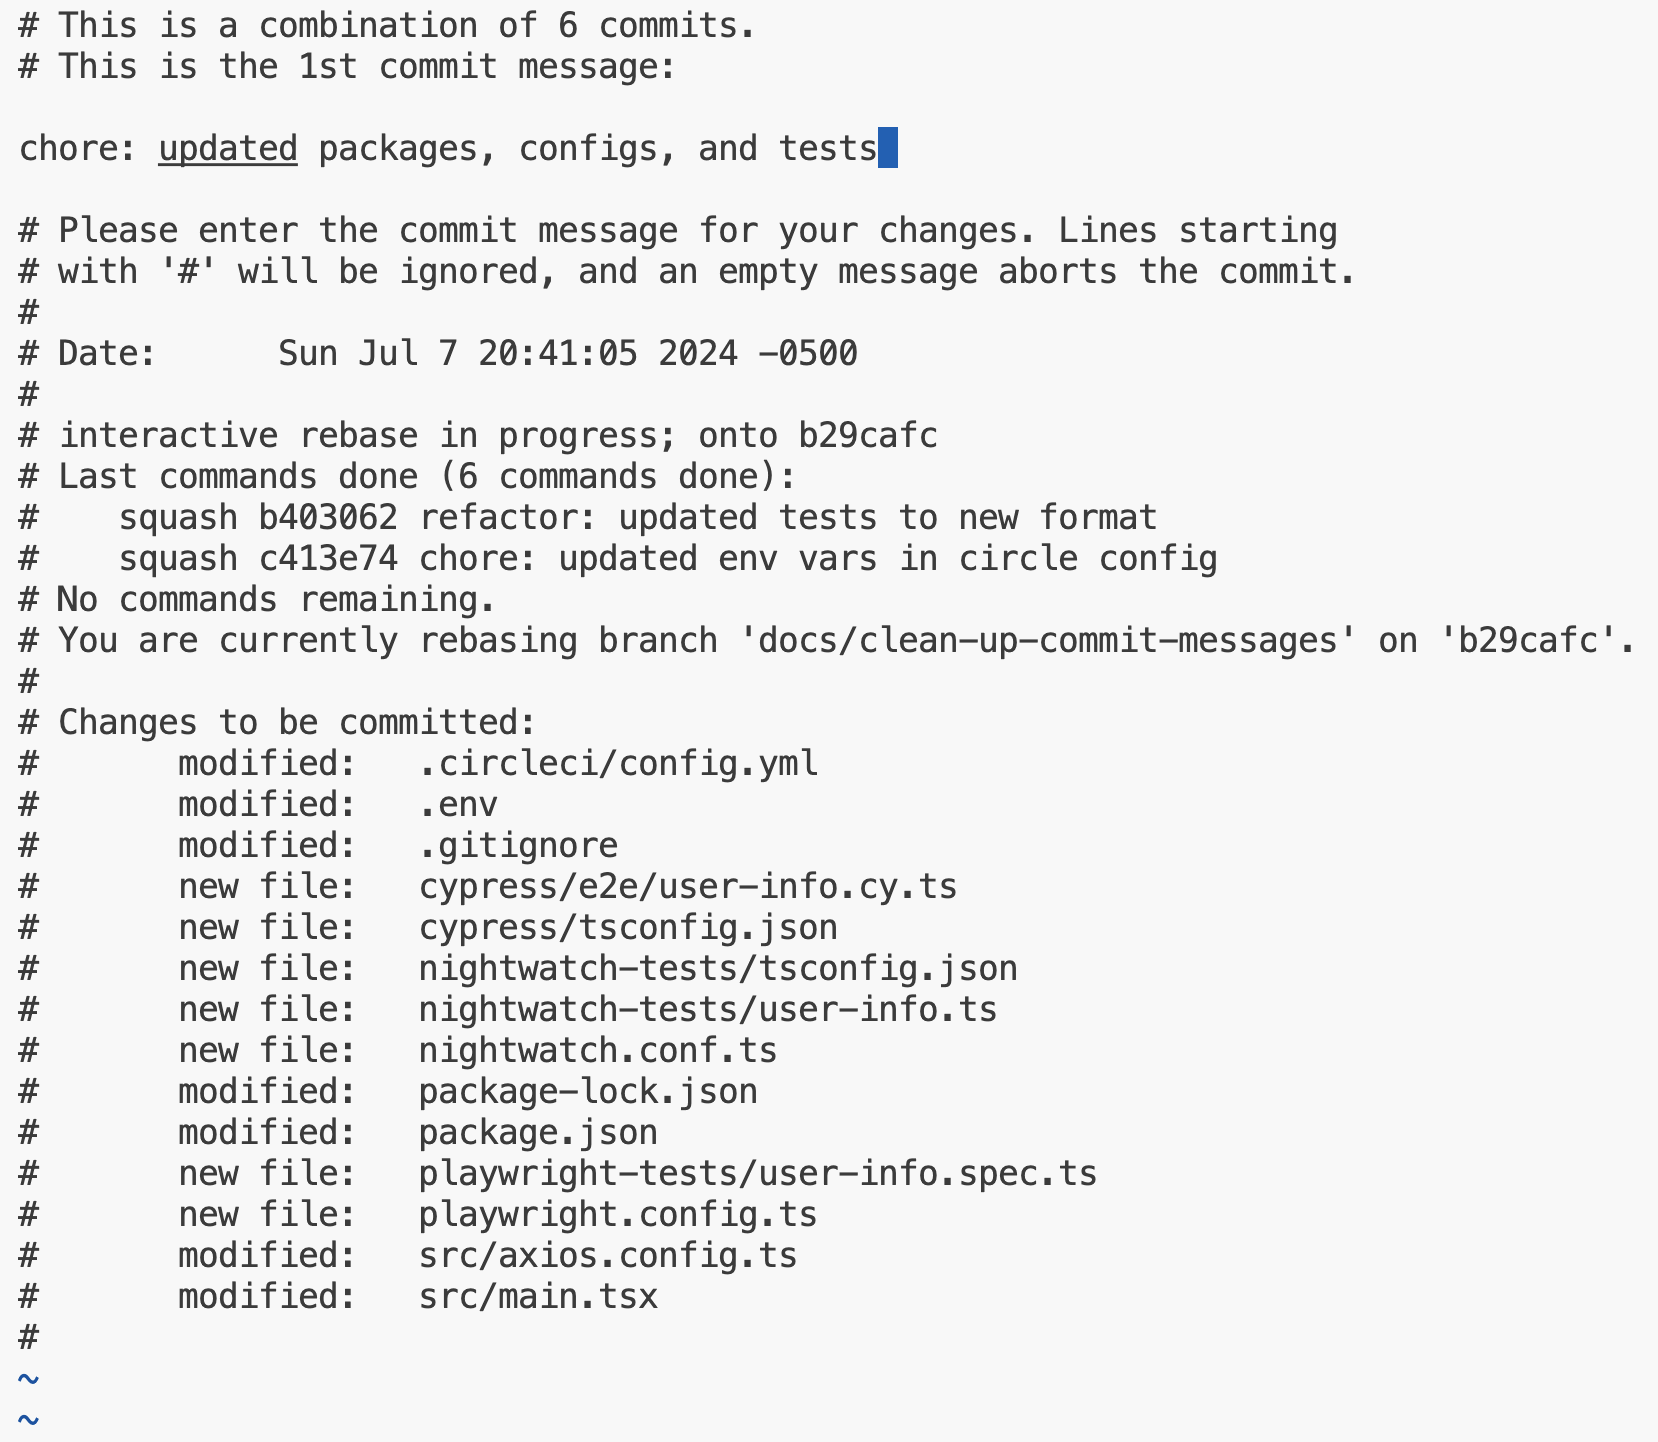 # This is a combination of 6 commits.
# This is the 1st commit message:
chore: updated packages, configs, and tests
# Please enter the commit message for your changes. Lines starting
# with '#' will be ignored, and an empty message aborts the commit.
#
# Date:      Sun Jul 7 20:41:05 2024 -0500
#
# interactive rebase in progress; onto b29cafc
# Last commands done (6 commands done):
#    squash b403062 refactor: updated tests to new format
#    squash c413e74 chore: updated env vars in circle config
# No commands remaining.
# You are currently rebasing branch 'docs/clean-up-commit-messages' on 'b29cafc'.
#
# Changes to be committed:
#       modified:   .circleci/config.yml
#       modified:   .env
#       modified:   .gitignore
#       new file:   cypress/e2e/user-info.cy.ts
#       new file:   cypress/tsconfig.json
#       new file:   nightwatch-tests/tsconfig.json
#       new file:   nightwatch-tests/user-info.ts
#       new file:   nightwatch.conf.ts
#       modified:   package-lock.json
#       modified:   package.json
#       new file:   playwright-tests/user-info.spec.ts
#       new file:   playwright.config.ts
#       modified:   src/axios.config.ts
#       modified:   src/main.tsx
#
~
~